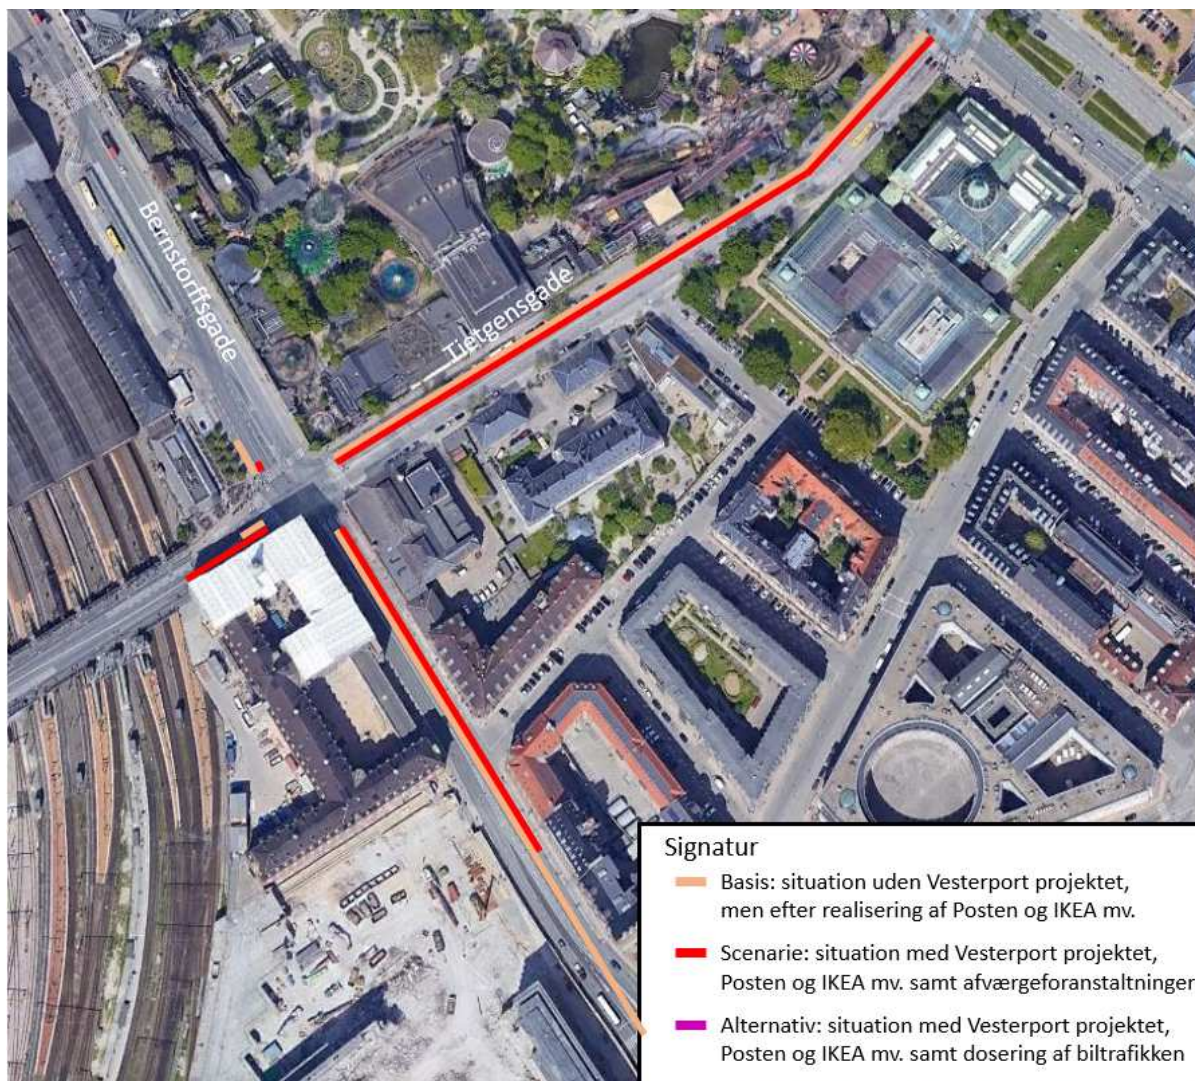 Bernstorffsgade
Tietgensgade
Signatur
Basis: situation uden Vesterport projektet,
men efter realisering af Posten og IKEA mv.
Scenarie: situation med Vesterport projektet,
Posten og IKEA mv. samt afværgeforanstaltninger
Alternativ: situation med Vesterport projektet,
Posten og IKEA mv. samt dosering af biltrafikken